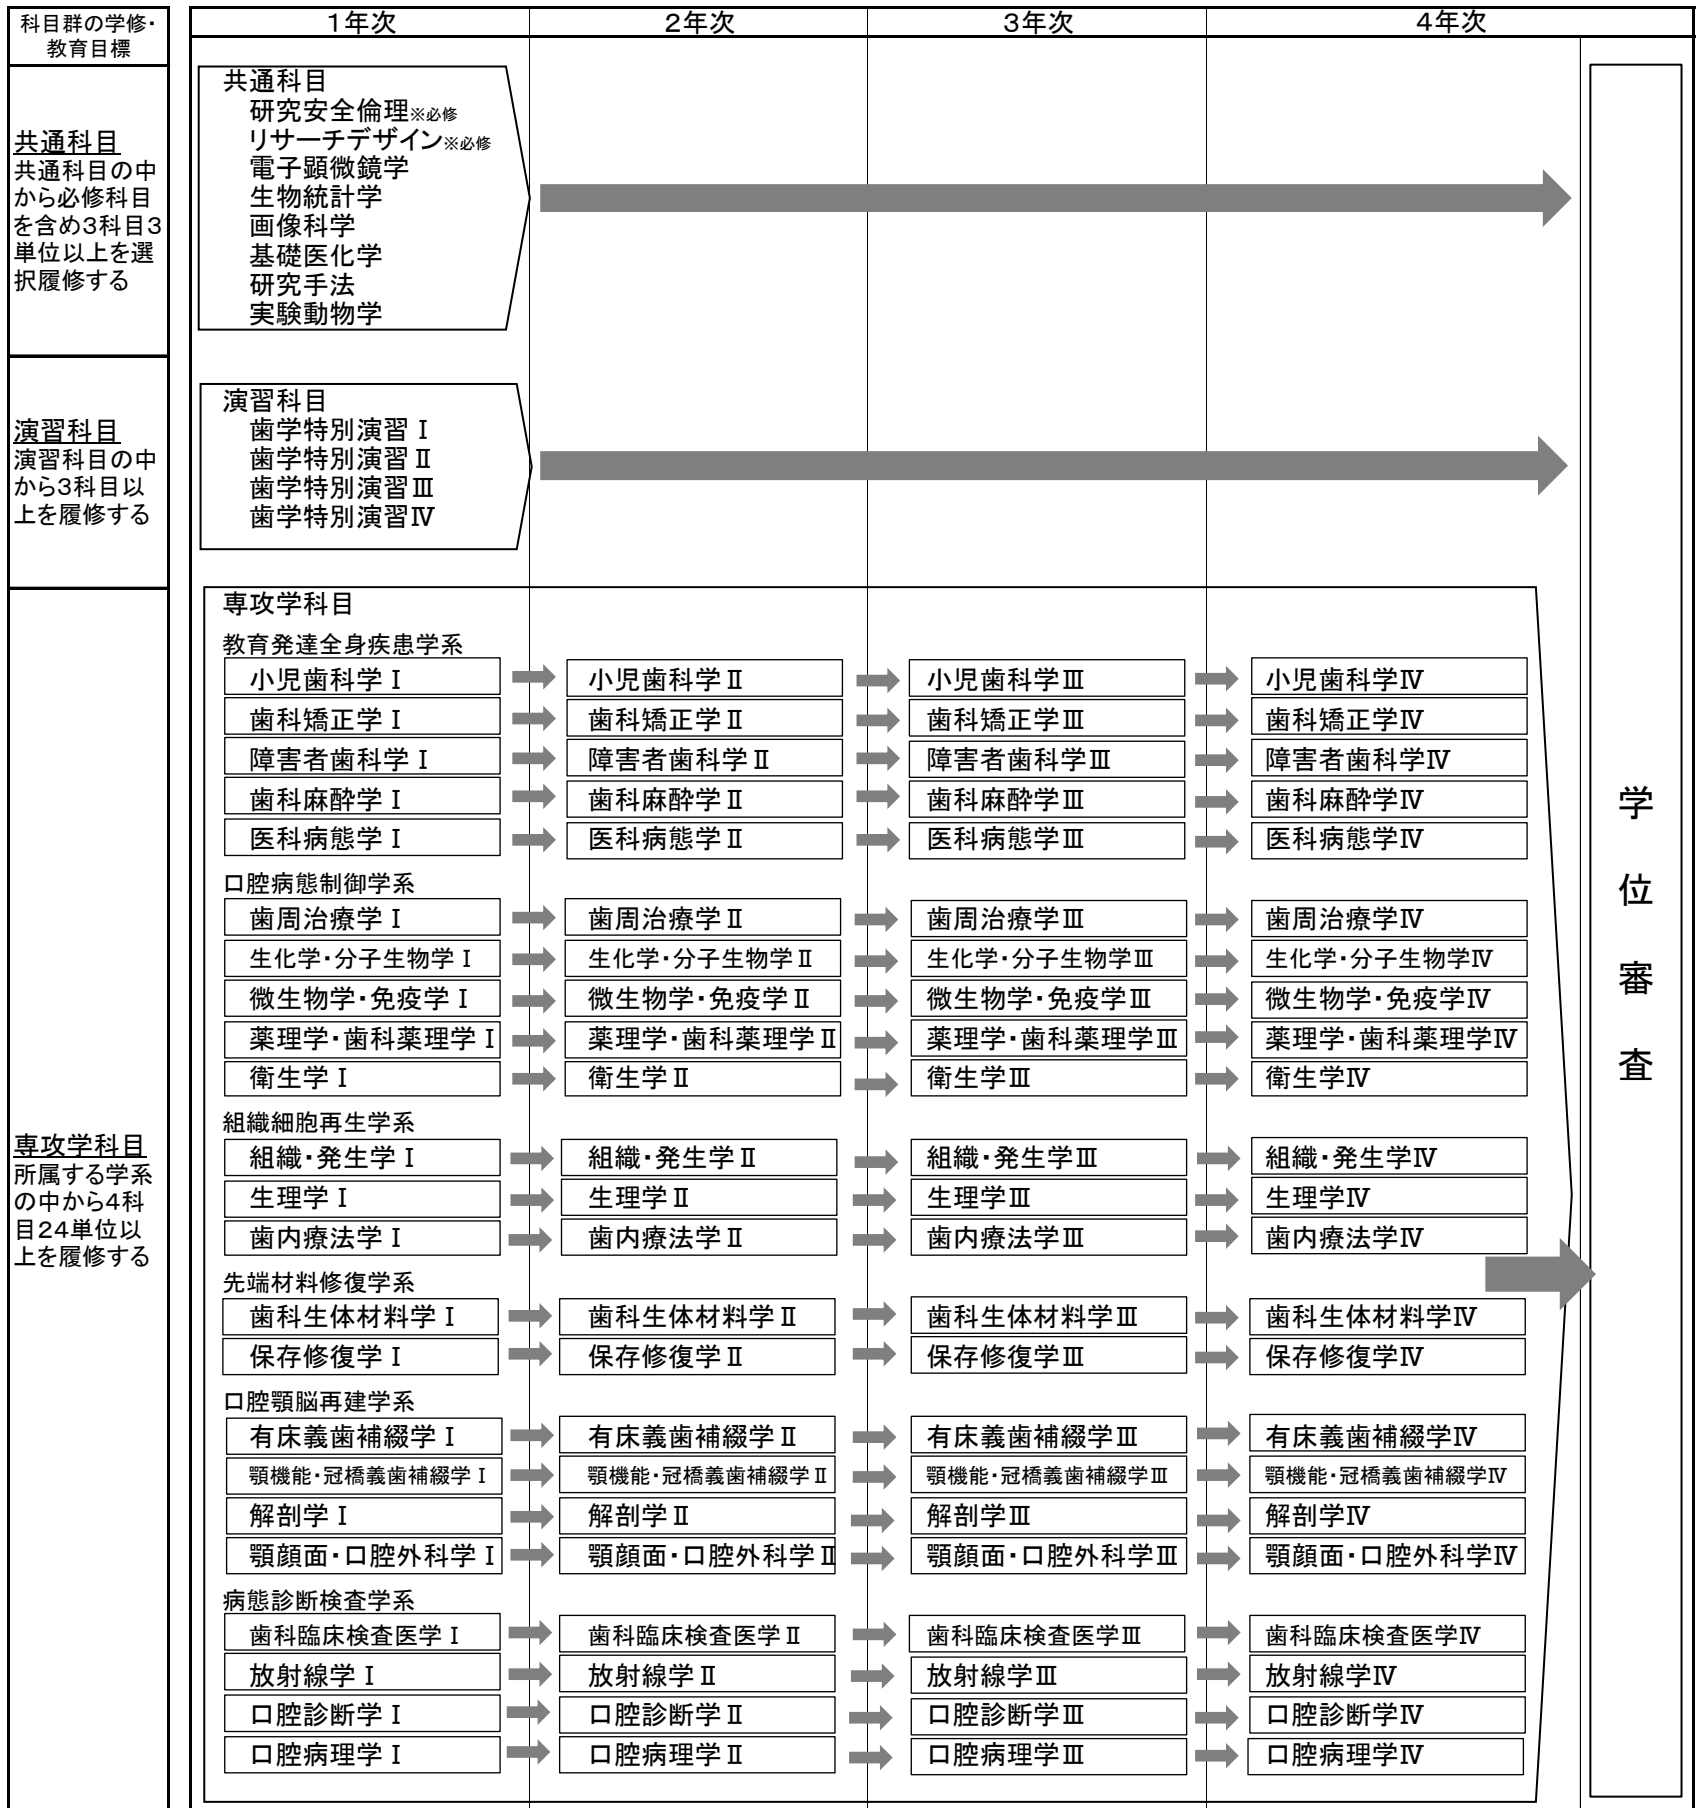 科目群の学修・
教育目標
1年次
2年次
3年次
4年次
共通科目
共通科目の中
から必修科目
を含め3科目3
単位以上を選
択履修する
共通科目
研究安全倫理※必修
リサーチデザイン※必修
電子顕微鏡学
生物統計学
画像科学
基礎医化学
研究手法
実験動物学
演習科目
演習科目の中
から3科目以
上を履修する
演習科目
歯学特別演習Ⅰ
歯学特別演習Ⅱ
歯学特別演習Ⅲ
歯学特別演習Ⅳ
専攻学科目
所属する学系
の中から4科
目24単位以
上を履修する
専攻学科目
教育発達全身疾患学系
小児歯科学Ⅰ
小児歯科学Ⅱ
小児歯科学Ⅲ
小児歯科学Ⅳ
歯科矯正学Ⅰ
歯科矯正学Ⅱ
歯科矯正学Ⅲ
歯科矯正学Ⅳ
障害者歯科学Ⅰ
障害者歯科学Ⅱ
障害者歯科学Ⅲ
障害者歯科学Ⅳ
歯科麻酔学Ⅰ
歯科麻酔学Ⅱ
歯科麻酔学Ⅲ
歯科麻酔学Ⅳ
医科病態学Ⅰ
医科病態学Ⅱ
医科病態学Ⅲ
医科病態学Ⅳ
口腔病態制御学系
歯周治療学Ⅰ
歯周治療学Ⅱ
歯周治療学Ⅲ
歯周治療学Ⅳ
生化学・分子生物学Ⅰ
生化学・分子生物学Ⅱ
生化学・分子生物学Ⅲ
生化学・分子生物学Ⅳ
微生物学・免疫学Ⅰ
微生物学・免疫学Ⅱ
微生物学・免疫学Ⅲ
微生物学・免疫学Ⅳ
薬理学・歯科薬理学Ⅰ
薬理学・歯科薬理学Ⅱ
薬理学・歯科薬理学Ⅲ
薬理学・歯科薬理学Ⅳ
衛生学Ⅰ
衛生学Ⅱ
衛生学Ⅲ
衛生学Ⅳ
組織細胞再生学系
組織・発生学Ⅰ
組織・発生学Ⅱ
組織・発生学Ⅲ
組織・発生学Ⅳ
生理学Ⅰ
生理学Ⅱ
生理学Ⅲ
生理学Ⅳ
歯内療法学Ⅰ
歯内療法学Ⅱ
歯内療法学Ⅲ
歯内療法学Ⅳ
先端材料修復学系
歯科生体材料学Ⅰ
歯科生体材料学Ⅱ
歯科生体材料学Ⅲ
歯科生体材料学Ⅳ
保存修復学Ⅰ
保存修復学Ⅱ
保存修復学Ⅲ
保存修復学Ⅳ
口腔顎脳再建学系
有床義歯補綴学Ⅰ
有床義歯補綴学Ⅱ
有床義歯補綴学Ⅲ
有床義歯補綴学Ⅳ
顎機能・冠橋義歯補綴学Ⅰ
顎機能・冠橋義歯補綴学Ⅱ
顎機能・冠橋義歯補綴学Ⅲ
顎機能・冠橋義歯補綴学Ⅳ
解剖学Ⅰ
解剖学Ⅱ
解剖学Ⅲ
解剖学Ⅳ
顎顔面・口腔外科学Ⅰ
顎顔面・口腔外科学Ⅱ
顎顔面・口腔外科学Ⅲ
顎顔面・口腔外科学Ⅳ
病態診断検査学系
歯科臨床検査医学Ⅰ
歯科臨床検査医学Ⅱ
歯科臨床検査医学Ⅲ
歯科臨床検査医学Ⅳ
放射線学Ⅰ
放射線学Ⅱ
放射線学Ⅲ
放射線学Ⅳ
口腔診断学Ⅰ
口腔診断学Ⅱ
口腔診断学Ⅲ
口腔診断学Ⅳ
口腔病理学Ⅰ
口腔病理学Ⅱ
口腔病理学Ⅲ
口腔病理学Ⅳ
学位審査